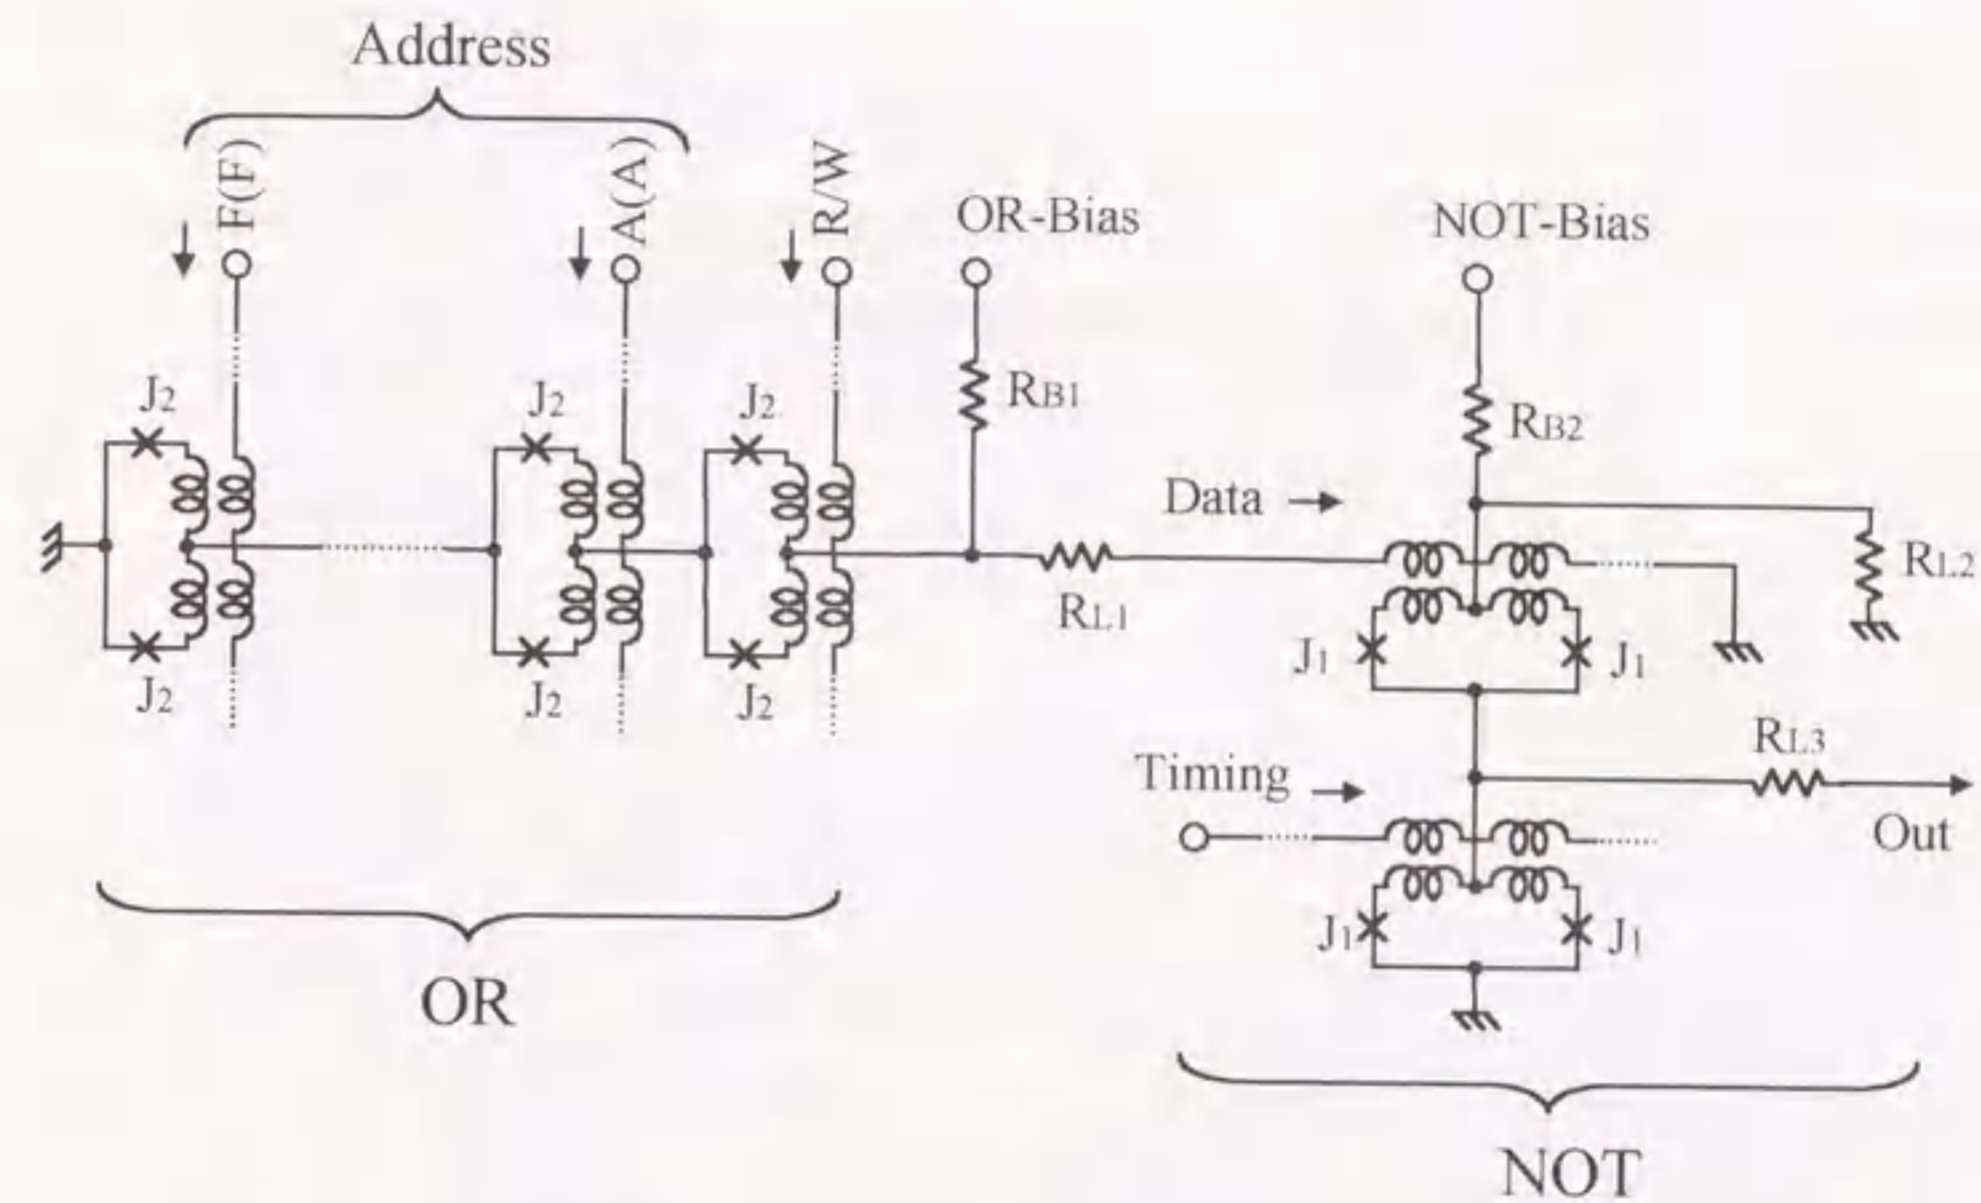 Address
F(F)
A(A)
R/W
OR-Bias
NOT-Bias
J2
J2
J2
RB1
RB2
Data
RL2
RL1
J1
J1
J2
J2
J2
RL3
Timing
Out
J1
J1
OR
NOT